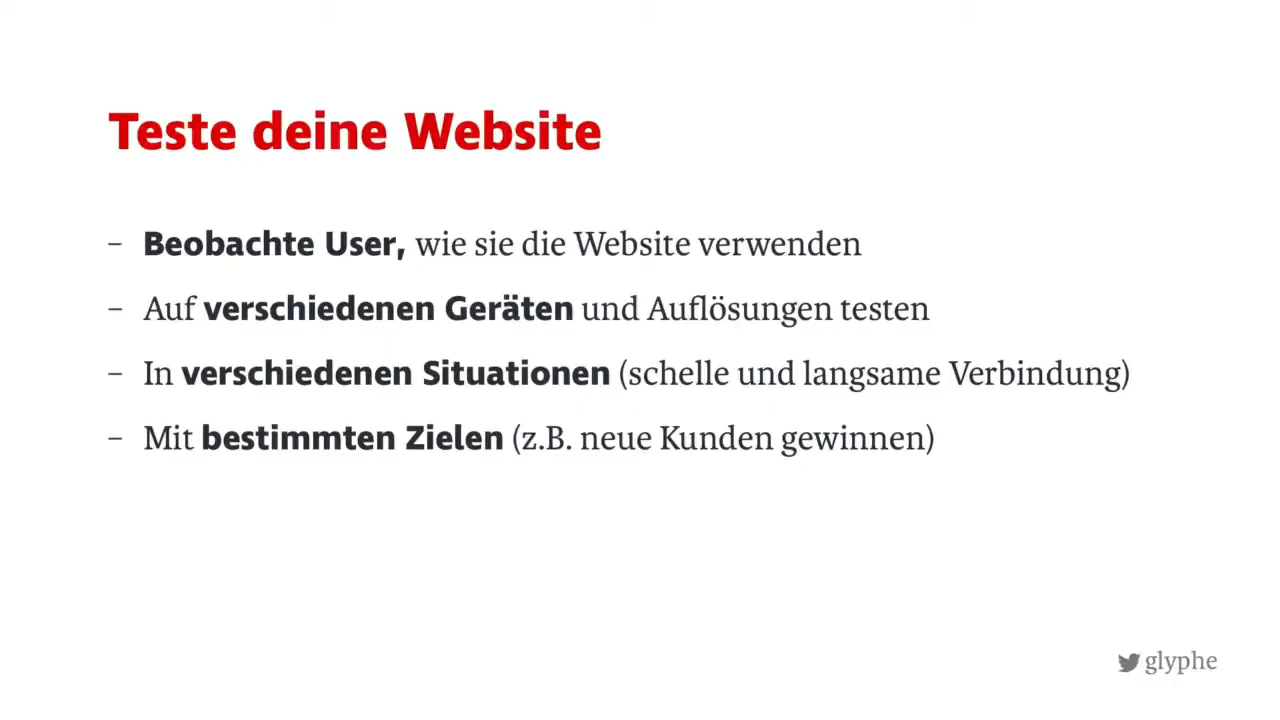 Teste deine Website
– Beobachte User, wie sie die Website verwenden
– Auf verschiedenen Geräten und Auflösungen testen
– In verschiedenen Situationen (schelle und langsame Verbindung)
– Mit bestimmten Zielen (z.B. neue Kunden gewinnen)
glyphe